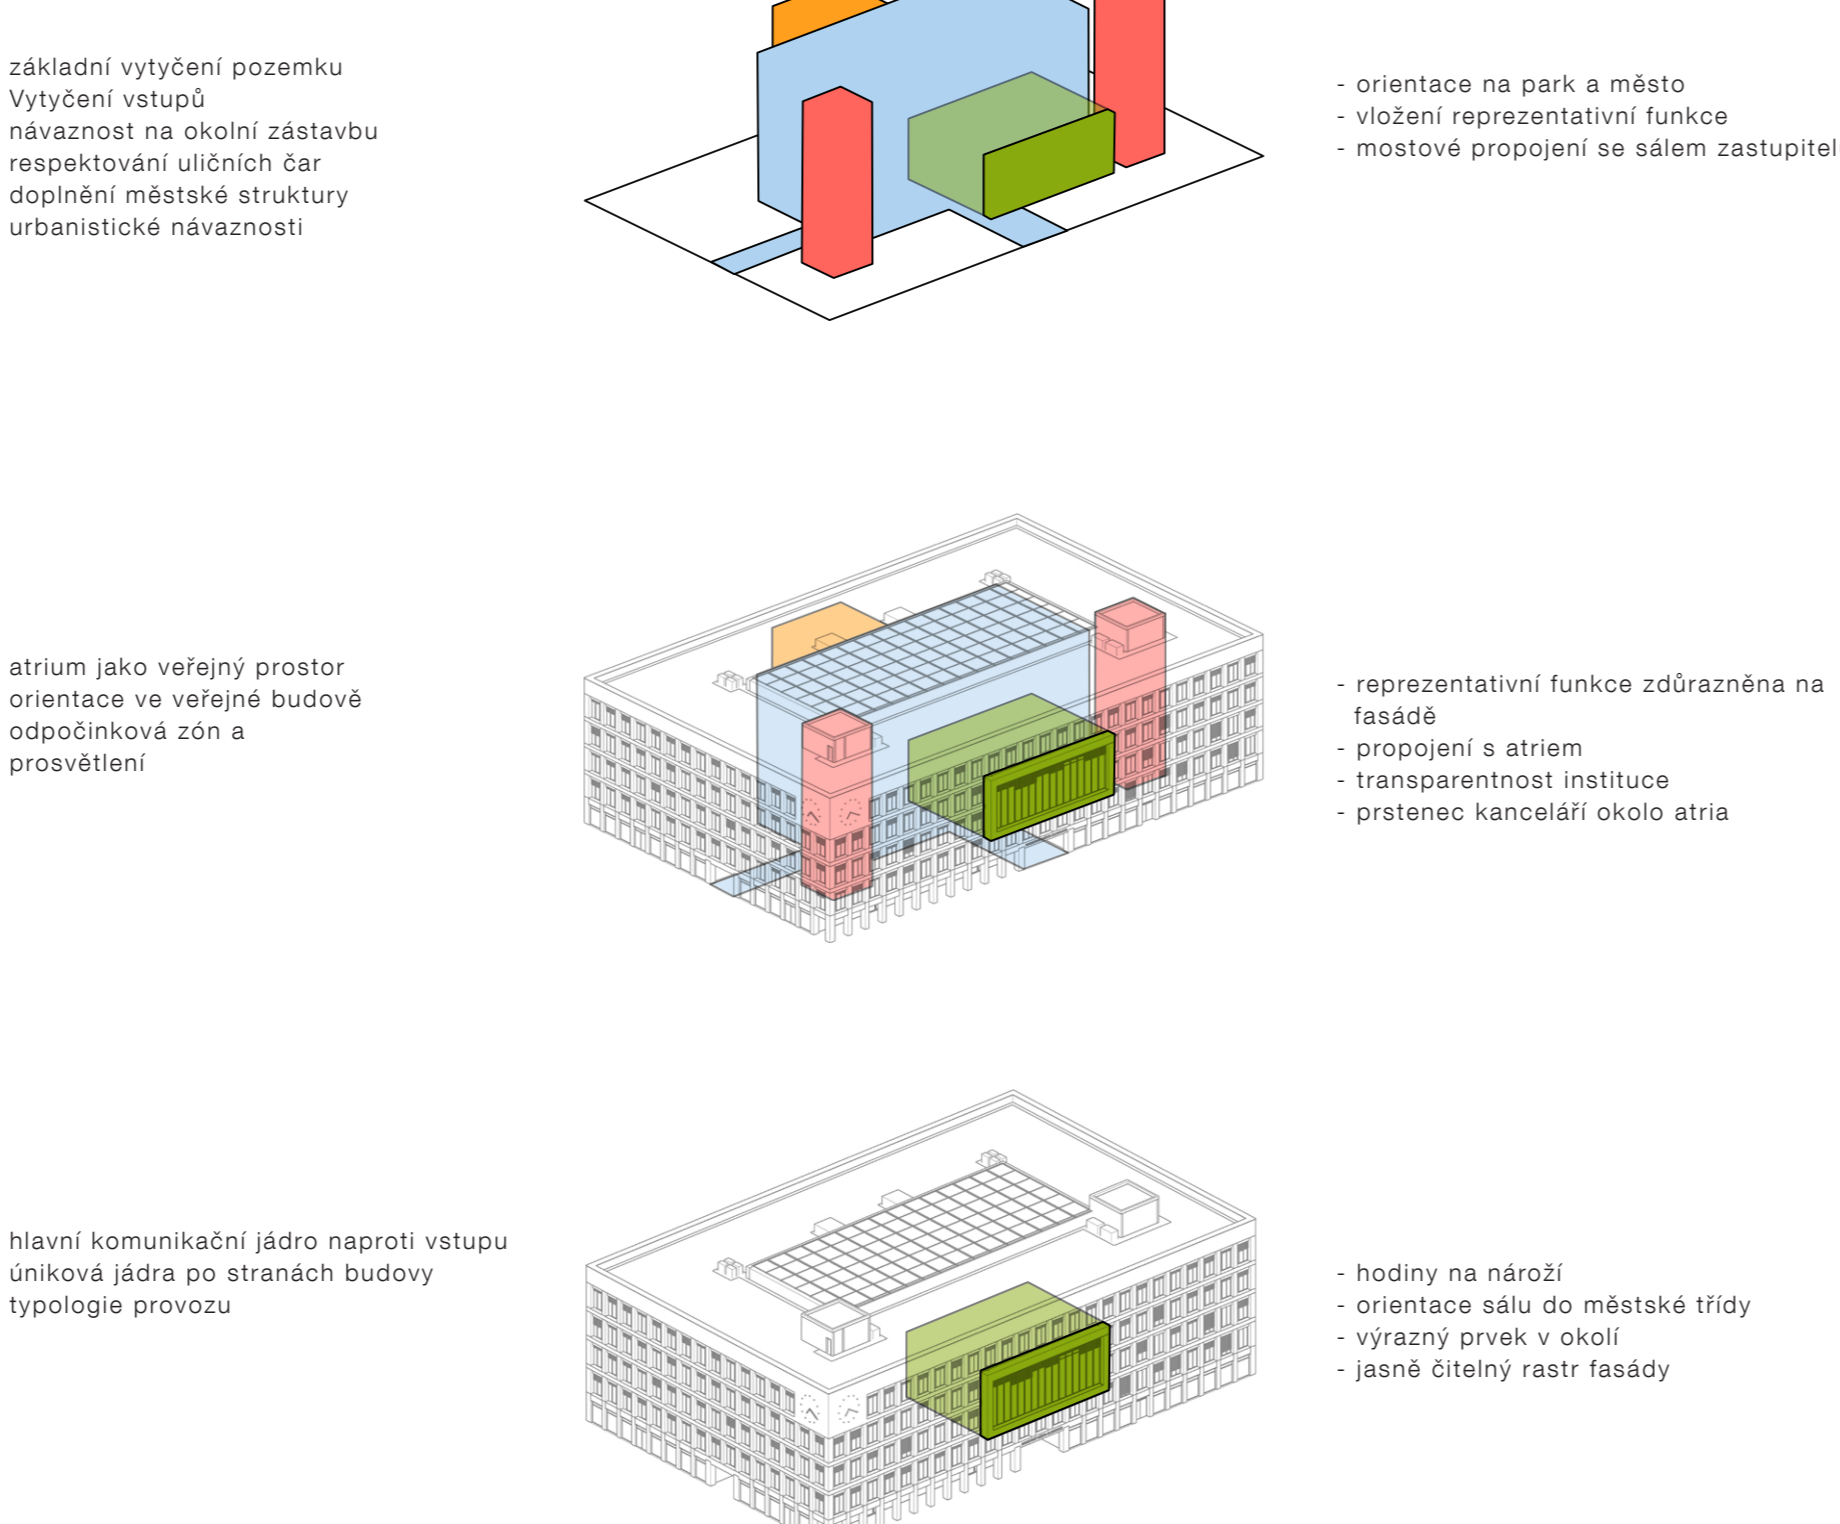 základní vytyčení pozemku
Vytyčení vstupů
návaznost na okolní zástavbu
respektování uličních čar
doplnění městské struktury
urbanistické návaznosti
- orientace na park a město
- vložení reprezentativní funkce
- mostové propojení se sálem
atrium jako veřejný prostor
orientace ve veřejné budově
odpočinková zón a
prosvětlení
- reprezentativní funkce zdůrazněna na
fasádě
- propojení s atriem
- transparentnost instituce
- prstenec kanceláří okolo atria
hlavní komunikační jádro naproti vstupu
úniková jádra po stranách budovy
typologie provozu
- hodiny na nároží
- orientace sálu do městské třídy
- výrazný prvek v okolí
- jasně čitelný rastr fasády